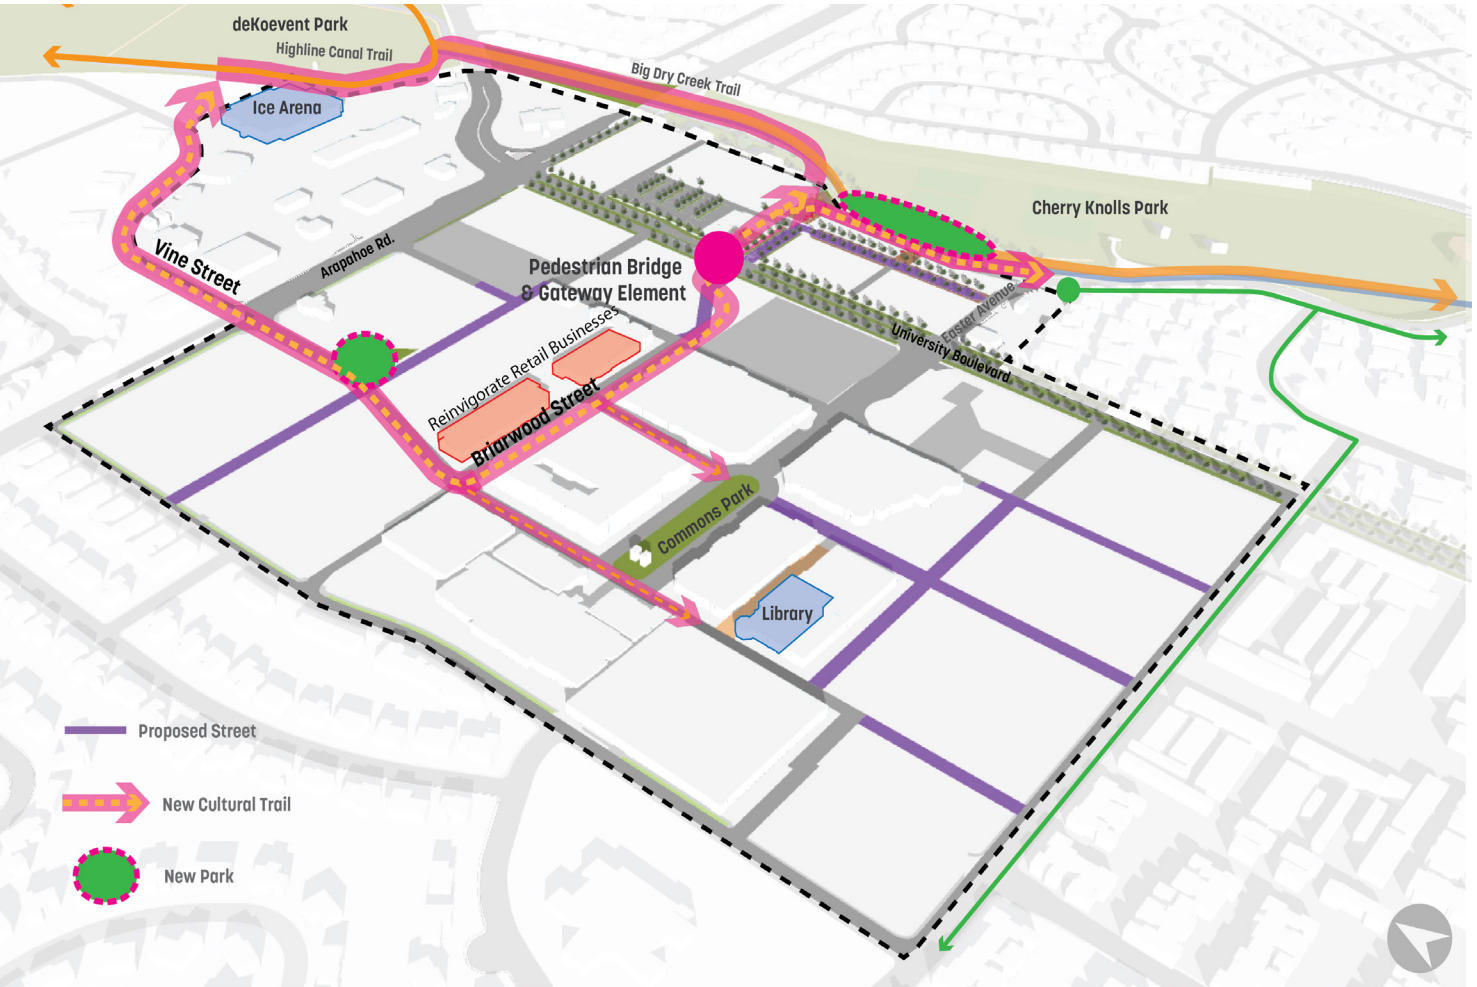 deKoevent Park
Highline Canal Trail
Big Dry Creek Trail
Ice Arena
Cherry Knolls Park
Vine Street
Arapahoe Rd.
Pedestrian Bridge
& Gateway Element
Easter Avenue
University Boulevard
Reinvigorate Retail Businesses
Briarwood Street
Commons Park
Library
Proposed Street
New Cultural Trail
New Park